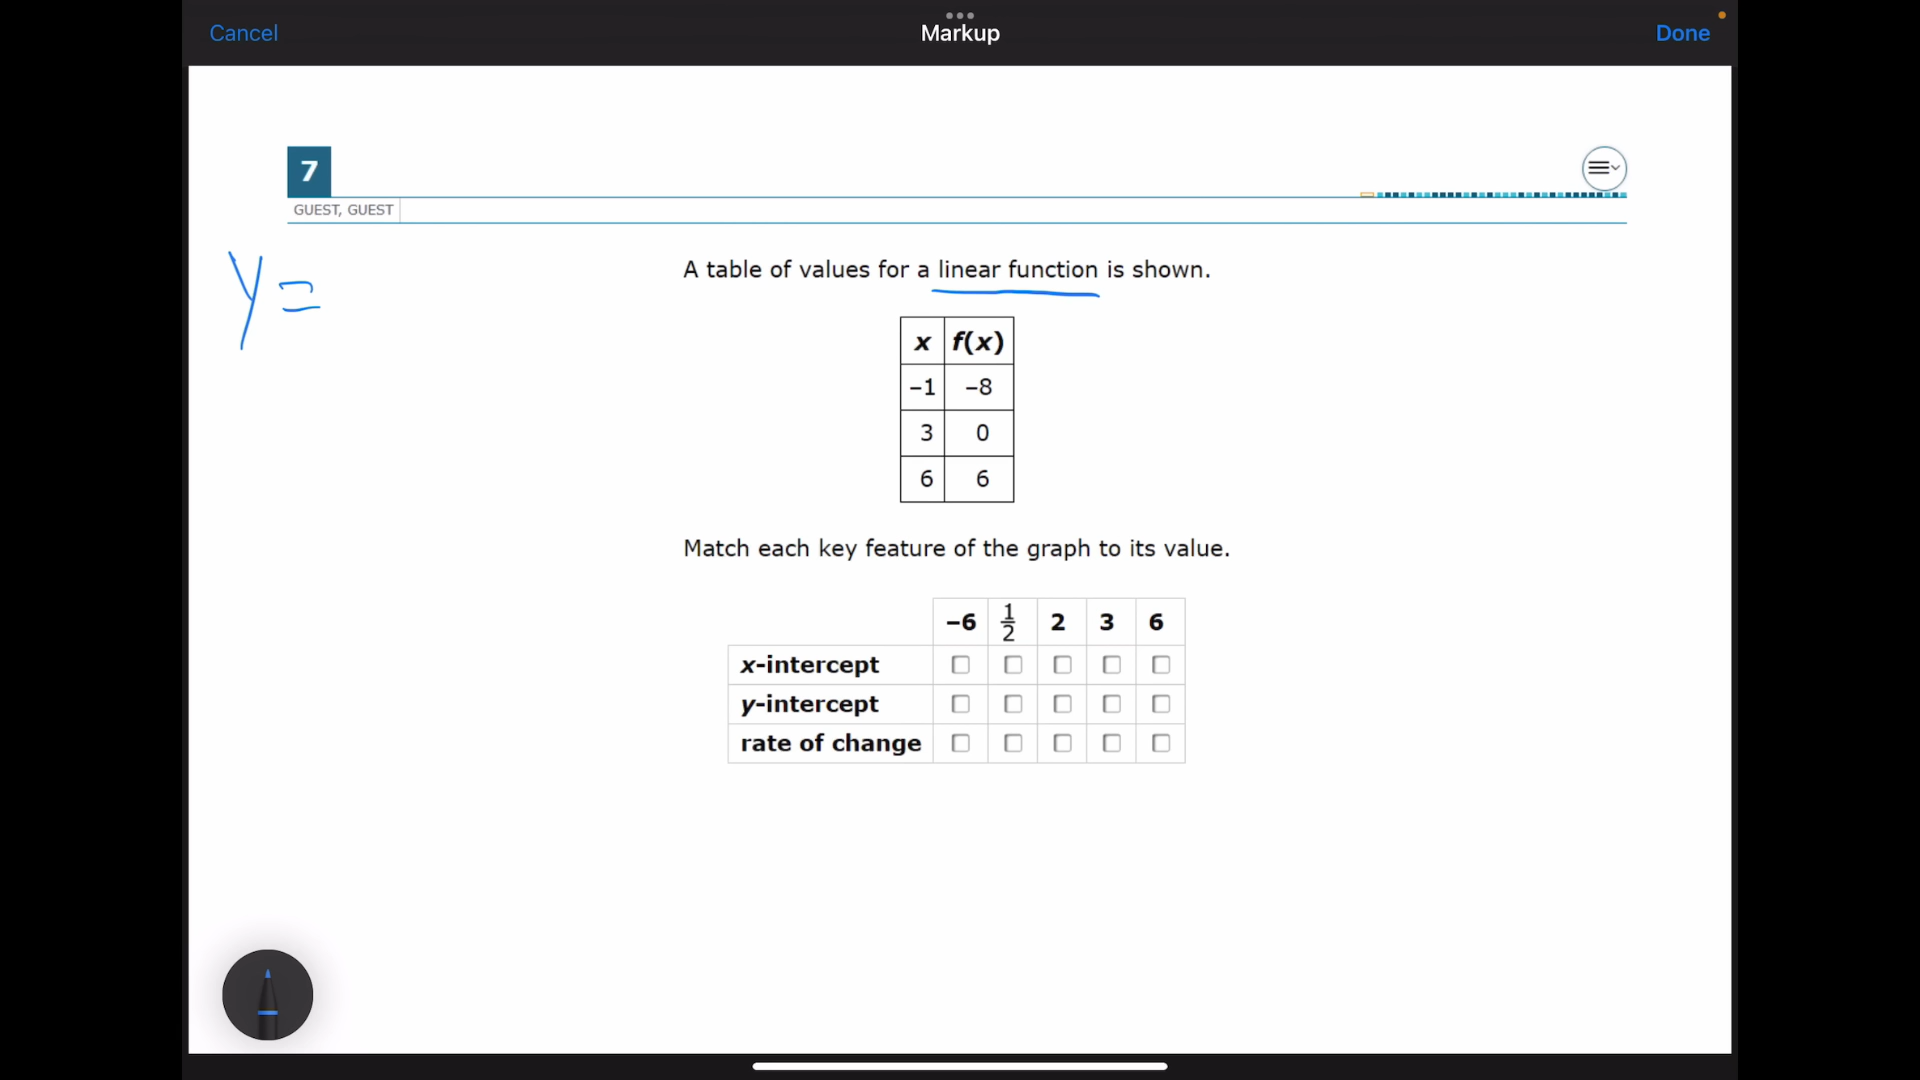 Cancel
Markup
Done
7
GUEST, GUEST
y =
A table of values for a linear function is shown.
x f(x)
–1 –8
3 0
6 6
Match each key feature of the graph to its value.
–6 1/2 2 3 6
x-intercept
y-intercept
rate of change